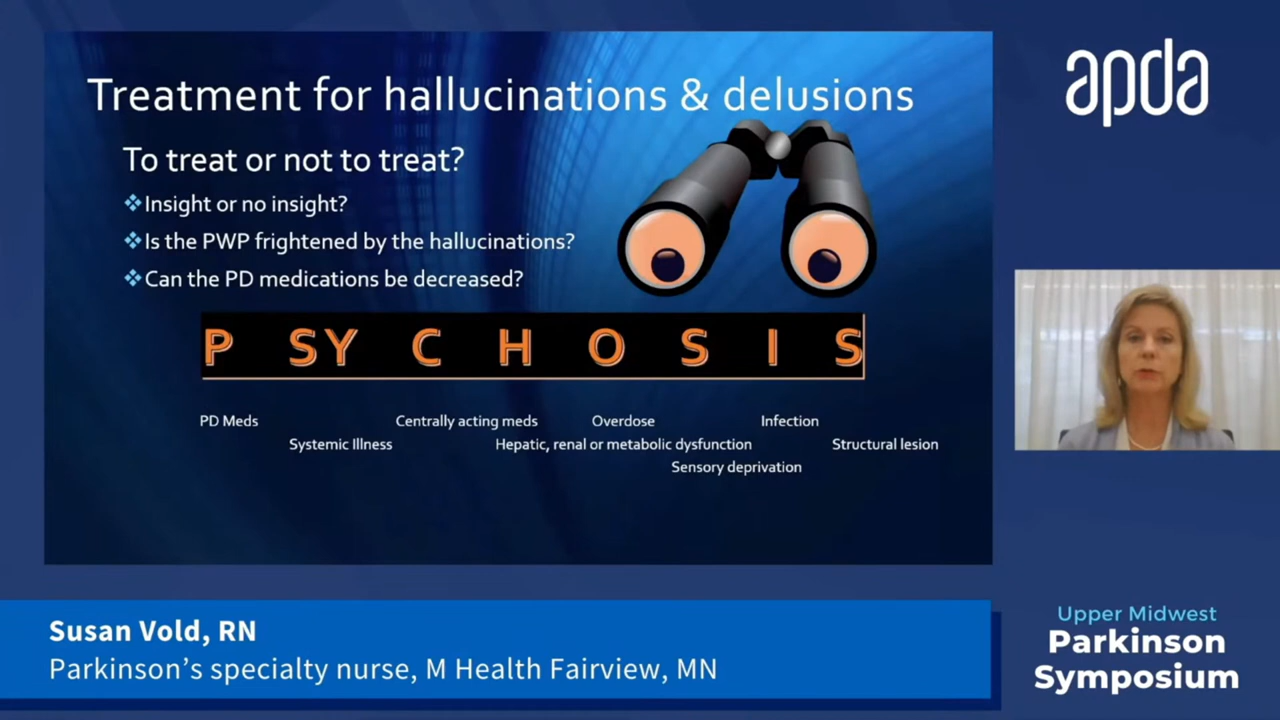 apda
Treatment for hallucinations & delusions
To treat or not to treat?
❖Insight or no insight?
❖Is the PWP frightened by the hallucinations?
❖Can the PD medications be decreased?
P SY C H O S I S
PD Meds Centrally acting meds Overdose Infection
Systemic Illness Hepatic, renal or metabolic dysfunction Structural lesion
Sensory deprivation
Susan Vold, RN
Parkinson’s specialty nurse, M Health Fairview, MN
Upper Midwest
Parkinson
Symposium